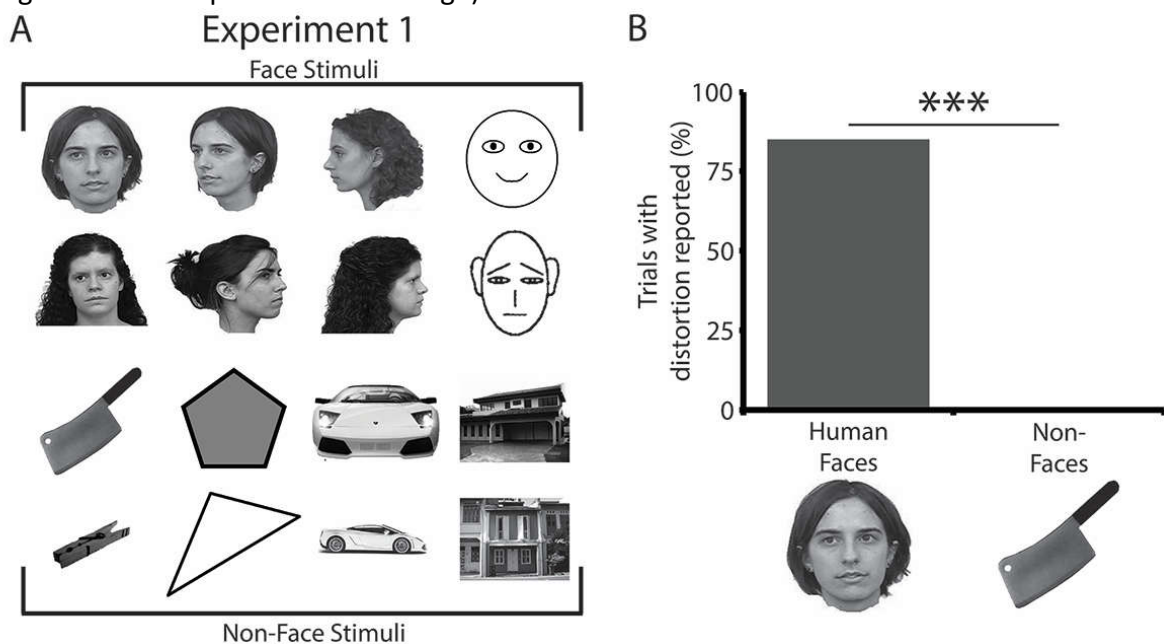 A
Experiment 1
Face Stimuli
Non-Face Stimuli
B
***
Trials with
distortion reported (%)
100
75
50
25
0
Human
Faces
Non-
Faces